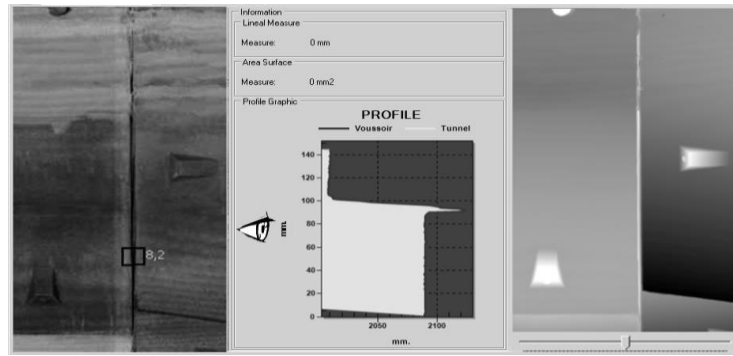 Information
Lineal Measure
Measure: 0 mm
Area Surface
Measure: 0 mm2
Profile Graphic
PROFILE
Voussoir Tunnel
140
120
100
80
60
40
20
0
mm
2050 2100
mm.
8,2